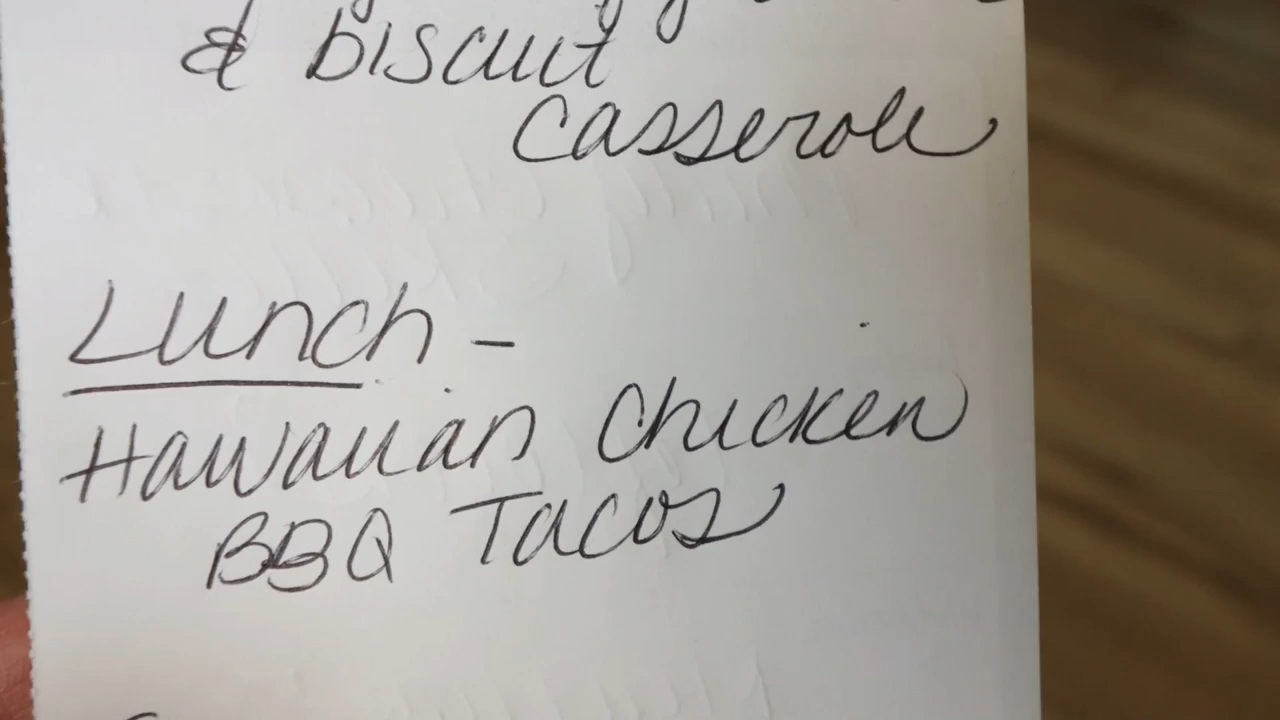 & biscuit
casserole
Lunch -
Hawaiian Chicken
BBQ Tacos